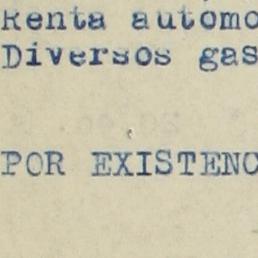 Renta automo
Diversos gas
POR EXISTENC